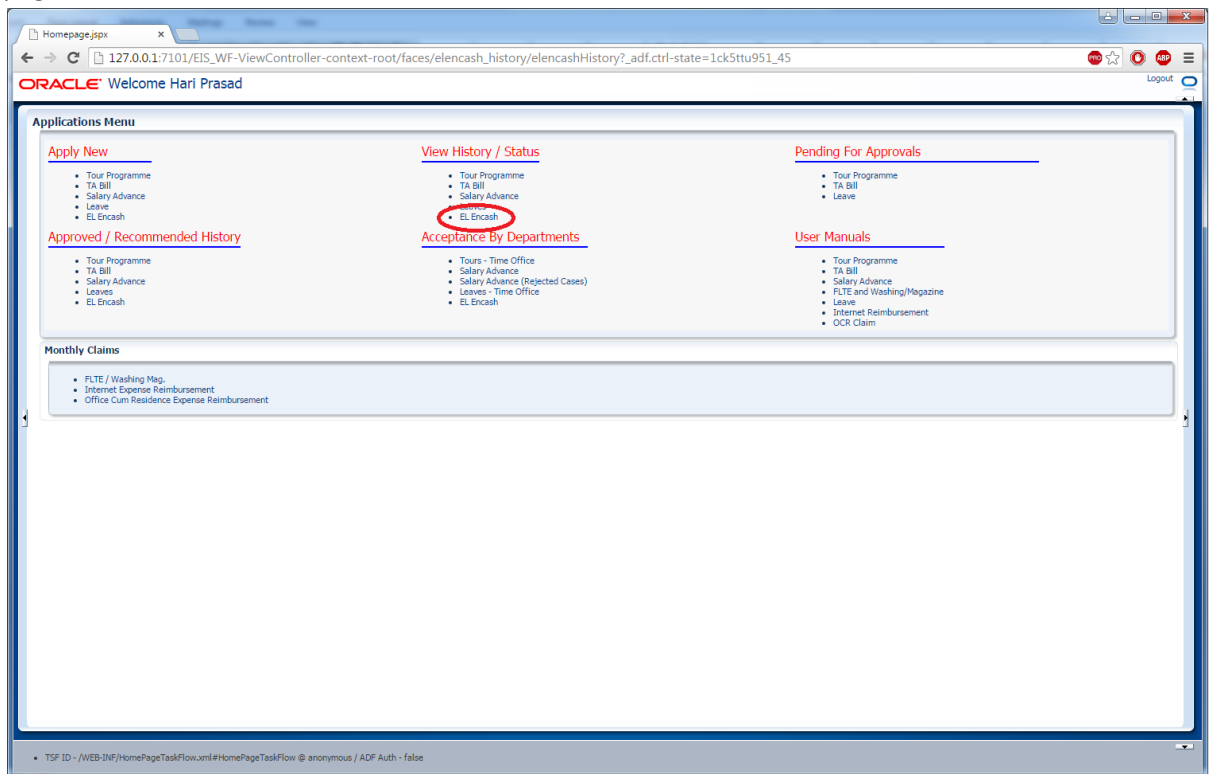 Homepage.jspx
127.0.0.1:7101/EIS_WF-ViewController-context-root/faces/elencash_history/elencashHistory?_adf.ctrl-state=1ck5ttu951_45
PRO
ABP
ORACLE Welcome Hari Prasad
Logout
Applications Menu
Apply New
Tour Programme
TA Bill
Salary Advance
Leave
EL Encash
View History / Status
Tour Programme
TA Bill
Salary Advance
Leaves
EL Encash
Pending For Approvals
Tour Programme
TA Bill
Leave
Approved / Recommended History
Tour Programme
TA Bill
Salary Advance
Leaves
EL Encash
Acceptance By Departments
Tours - Time Office
Salary Advance
Salary Advance (Rejected Cases)
Leaves - Time Office
EL Encash
User Manuals
Tour Programme
TA Bill
Salary Advance
FLTE and Washing/Magazine
Leave
Internet Reimbursement
OCR Claim
Monthly Claims
FLTE / Washing Mag.
Internet Expense Reimbursement
Office Cum Residence Expense Reimbursement
TSF ID - /WEB-INF/HomePageTaskFlow.xml#HomePageTaskFlow @ anonymous / ADF Auth - false